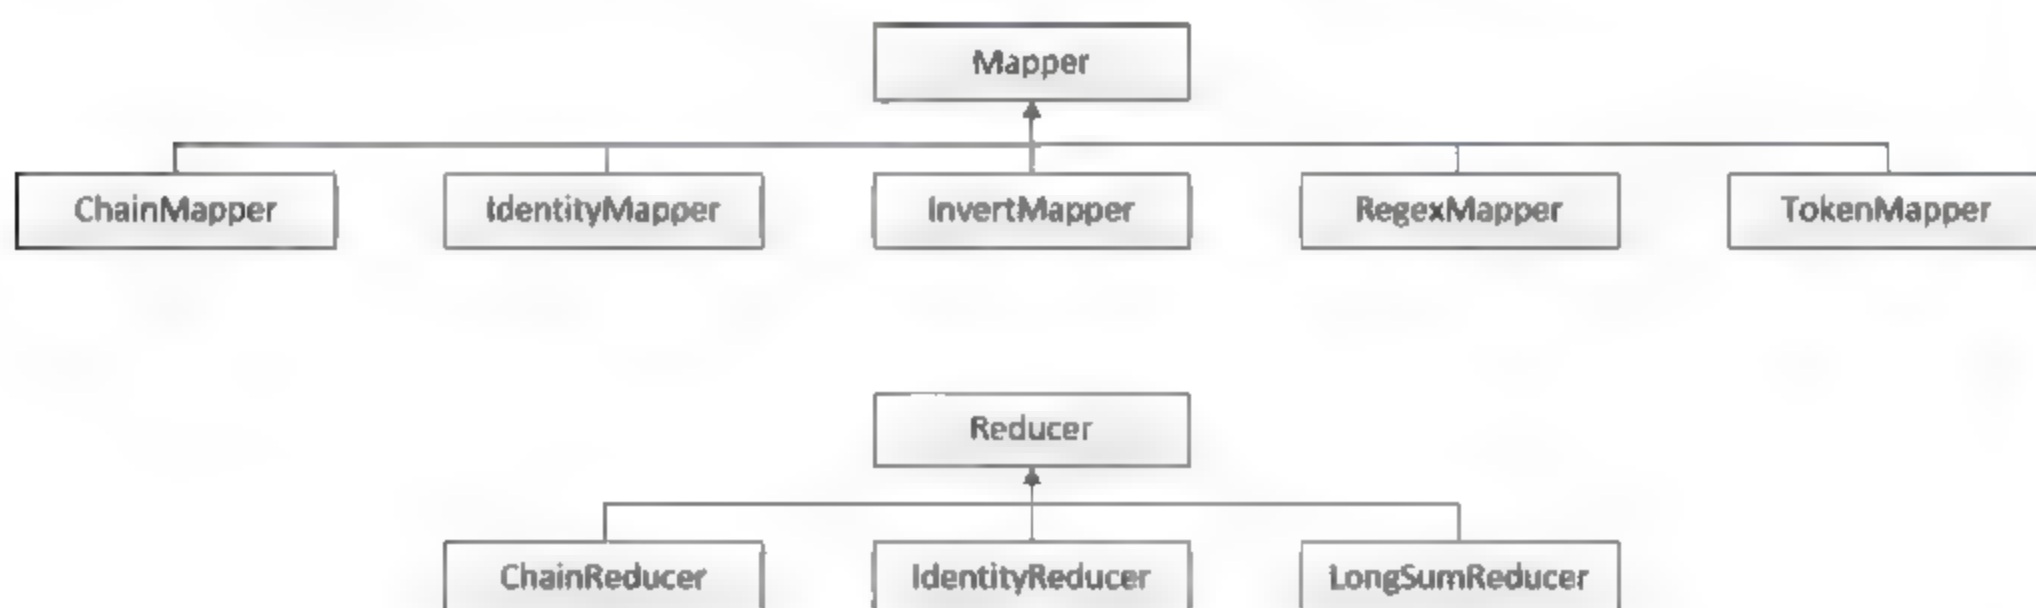 Mapper
ChainMapper IdentityMapper InvertMapper RegexMapper TokenMapper
Reducer
ChainReducer IdentityReducer LongSumReducer